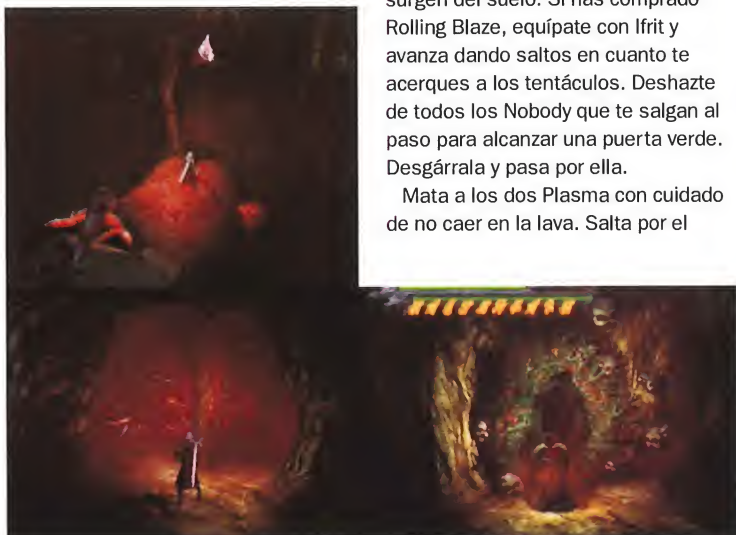 surgen del suelo. Si has comprado
Rolling Blaze, equípate con Ifrit y
avanza dando saltos en cuanto te
acerques a los tentáculos. Deshazte
de todos los Nobody que te salgan al
paso para alcanzar una puerta verde.
Desgárrala y pasa por ella.
Mata a los dos Plasma con cuidado
de no caer en la lava. Salta por el